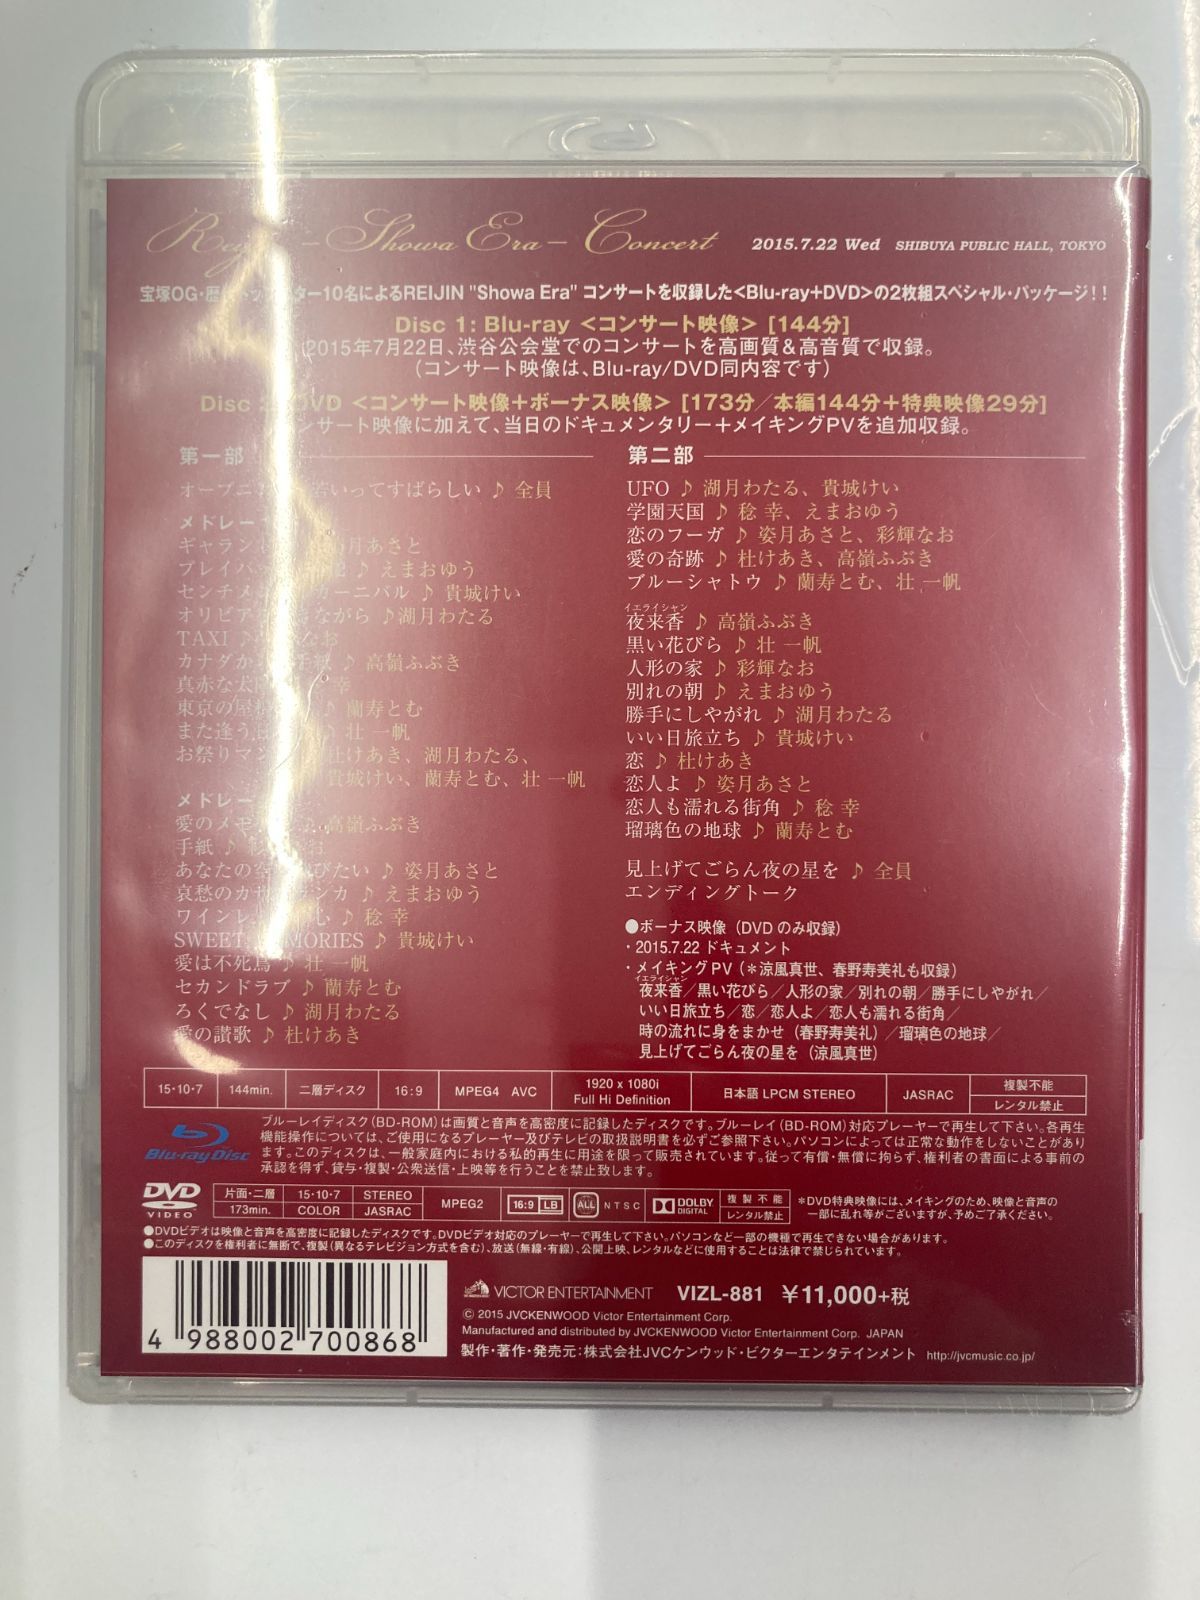 Showa Era – Concert 2015.7.22 Wed SHIBUYA PUBLIC HALL, TOKYO
宝塚OG・歴 ター10名によるREIJIN "Showa Era" コンサートを収録した<Blu-ray+DVD>の2枚組スペシャル・パッケージ!!
Disc 1: Blu-ray <コンサート映像> [144分]
2015年7月22日、渋谷公会堂でのコンサートを高画質&高音質で収録。
(コンサート映像は、Blu-ray/DVD同内容です)
Disc DVD <コンサート映像+ボーナス映像> [173分/本編144分+特典映像29分]
ンサート映像に加えて、当日のドキュメンタリー+メイキングPVを追加収録。
第一部
オープニ 若いってすばらしい ♪ 全員
メドレー
ギャラン 月あさと
プレイバ ♪ えまおゆう
センチメ カーニバル ♪ 貴城けい
オリビア ながら ♪湖月わたる
TAXI ♪ なお
カナダか 手紙 ♪ 高嶺ふぶき
真赤な太 幸
東京の屋 ♪ 蘭寿とむ
また逢う ♪ 壮 一帆
お祭りマン 杜けあき、湖月わたる、
貴城けい、蘭寿とむ、壮 一帆
メドレー
愛のメモ ♪ 高嶺ふぶき
手紙 ♪ お
あなたの空 びたい ♪ 姿月あさと
哀愁のカサ ンカ ♪ えまおゆう
ワインレ 心 ♪ 稔 幸
SWEET MORIES ♪ 貴城けい
愛は不死鳥 ♪ 壮 一帆
セカンドラブ ♪ 蘭寿とむ
ろくでなし ♪ 湖月わたる
愛の讃歌 ♪ 杜けあき
第二部
UFO ♪ 湖月わたる、貴城けい
学園天国 ♪ 稔 幸、えまおゆう
恋のフーガ ♪ 姿月あさと、彩輝なお
愛の奇跡 ♪ 杜けあき、高嶺ふぶき
ブルーシャトウ ♪ 蘭寿とむ、壮 一帆
イエライシャン
夜来香 ♪ 高嶺ふぶき
黒い花びら ♪ 壮 一帆
人形の家 ♪ 彩輝なお
別れの朝 ♪ えまおゆう
勝手にしやがれ ♪ 湖月わたる
いい日旅立ち ♪ 貴城けい
恋 ♪ 杜けあき
恋人よ ♪ 姿月あさと
恋人も濡れる街角 ♪ 稔 幸
瑠璃色の地球 ♪ 蘭寿とむ
見上げてごらん夜の星を ♪ 全員
エンディングトーク
●ボーナス映像(DVDのみ収録)
・2015.7.22 ドキュメント
・メイキングPV(*涼風真世、春野寿美礼も収録)
イエライシャン
夜来香/黒い花びら/人形の家/別れの朝/勝手にしやがれ/
いい日旅立ち/恋/恋人よ/恋人も濡れる街角/
時の流れに身をまかせ(春野寿美礼)/瑠璃色の地球/
見上げてごらん夜の星を(涼風真世)
15・10・7 144min. 二層ディスク 16:9 MPEG4 AVC 1920 x 1080i Full Hi Definition 日本語 LPCM STEREO JASRAC 複製不能 レンタル禁止
Blu-ray Disc
ブルーレイディスク(BD-ROM)は画質と音声を高密度に記録したディスクです。ブルーレイ(BD-ROM)対応プレーヤーで再生して下さい。各再生
機能操作については、ご使用になるプレーヤー及びテレビの取扱説明書を必ずご参照下さい。パソコンによっては正常な動作をしないことがあり
ます。このディスクは、一般家庭内における私的再生に用途を限って販売されています。従って有償・無償に拘らず、権利者の書面による事前の
承認を得ず、貸与・複製・公衆送信・上映等を行うことを禁止致します。
DVD VIDEO
片面・二層 15・10・7 STEREO MPEG2 16:9 LB ALL NTSC DOLBY DIGITAL 複製不能
173min. COLOR JASRAC レンタル禁止
*DVD特典映像には、メイキングのため、映像と音声の
一部に乱れ等がございますが、予めご了承ください。
●DVDビデオは映像と音声を高密度に記録したディスクです。DVDビデオ対応のプレーヤーで再生して下さい。パソコンなど一部の機種で再生できない場合があります。
●このディスクを権利者に無断で、複製(異なるテレビジョン方式を含む)、放送(無線・有線)、公開上映、レンタルなどに使用することは法律で禁じられています。
4 988002 700868
VICTOR ENTERTAINMENT VIZL-881 ¥11,000+税
© 2015 JVCKENWOOD Victor Entertainment Corp.
Manufactured and distributed by JVCKENWOOD Victor Entertainment Corp. JAPAN
製作・著作・発売元:株式会社JVCケンウッド・ビクターエンタテインメント http://jvcmusic.co.jp/